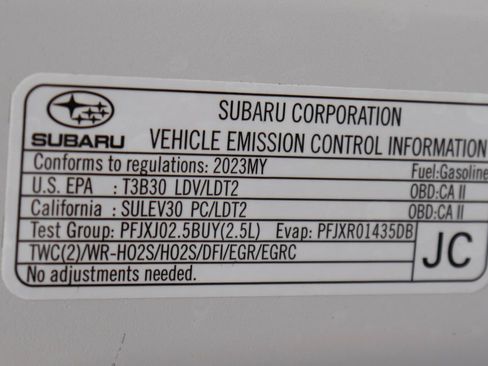 SUBARU
SUBARU CORPORATION
VEHICLE EMISSION CONTROL INFORMATION
Conforms to regulations: 2023MY Fuel:Gasoline
U.S. EPA : T3B30 LDV/LDT2 OBD:CA II
California : SULEV30 PC/LDT2 OBD:CA II
Test Group: PFJXJ02.5BUY(2.5L) Evap: PFJXR01435DB
TWC(2)/WR-HO2S/HO2S/DFI/EGR/EGRC
JC
No adjustments needed.